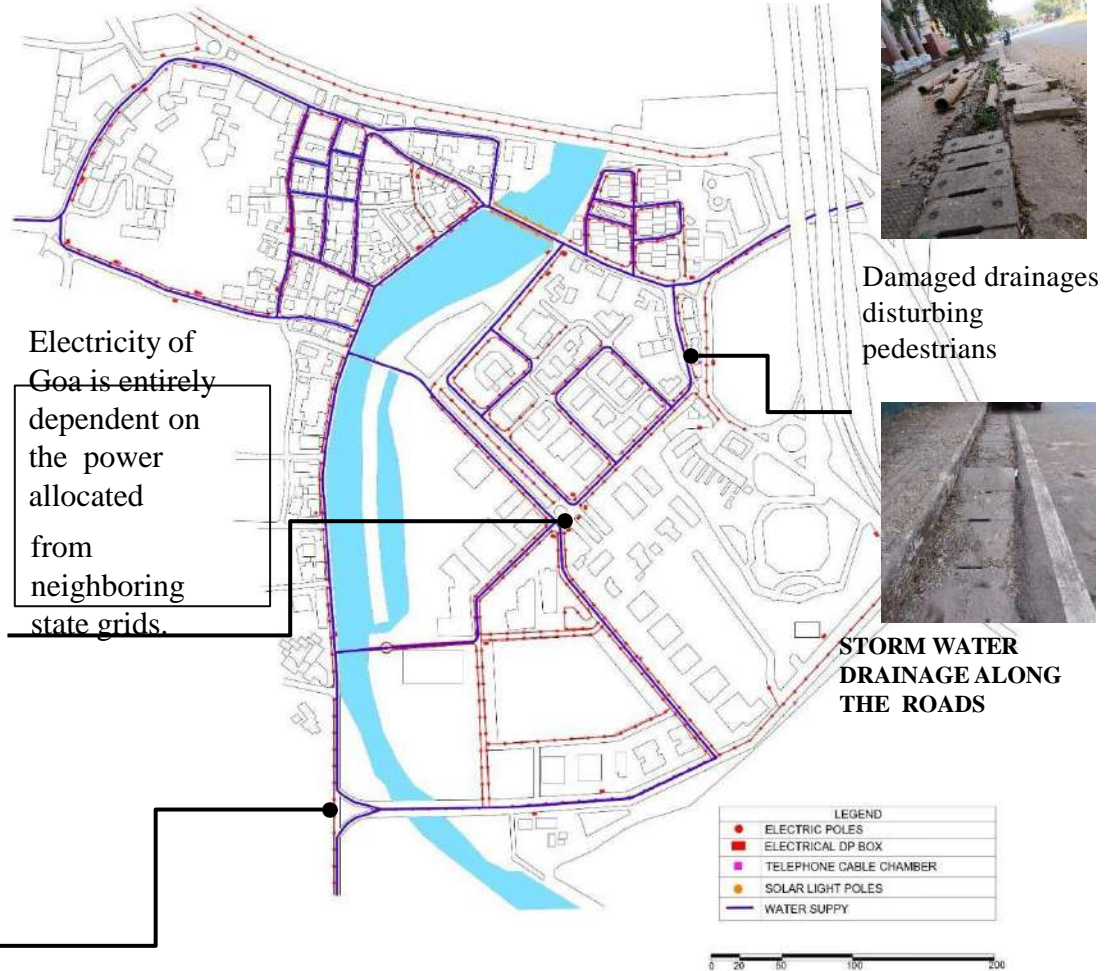 Electricity of
Goa is entirely
dependent on
the power
allocated
from
neighboring
state grids.
Damaged drainages
disturbing
pedestrians
STORM WATER
DRAINAGE ALONG
THE ROADS
LEGEND
ELECTRIC POLES
ELECTRICAL DP BOX
TELEPHONE CABLE CHAMBER
SOLAR LIGHT POLES
WATER SUPPY
0 20 50 100 200